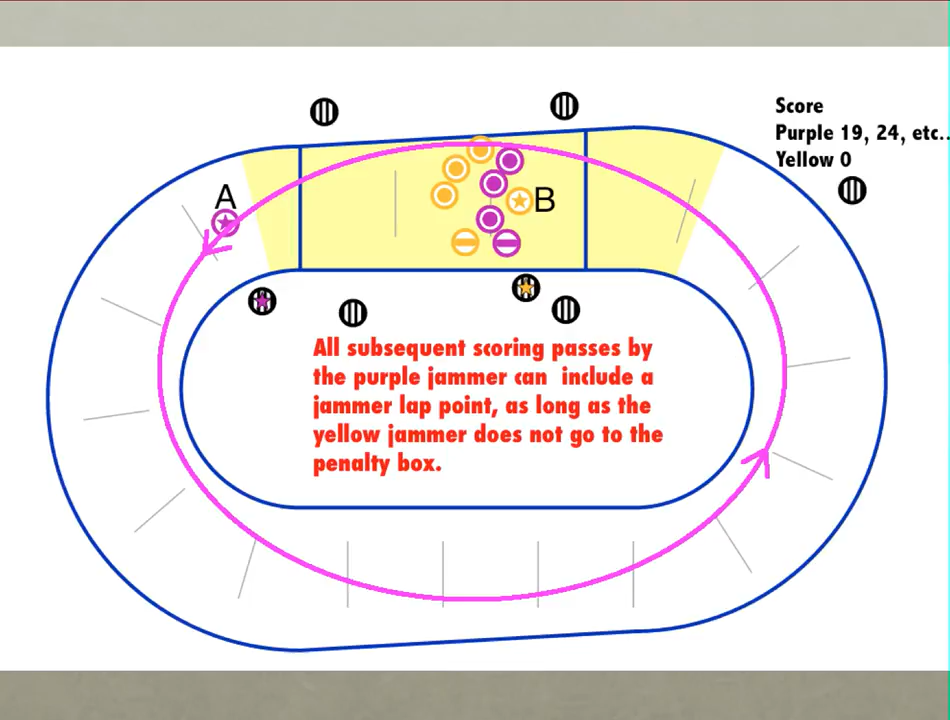 Score
Purple 19, 24, etc..
Yellow 0
A
B
All subsequent scoring passes by
the purple jammer can include a
jammer lap point, as long as the
yellow jammer does not go to the
penalty box.